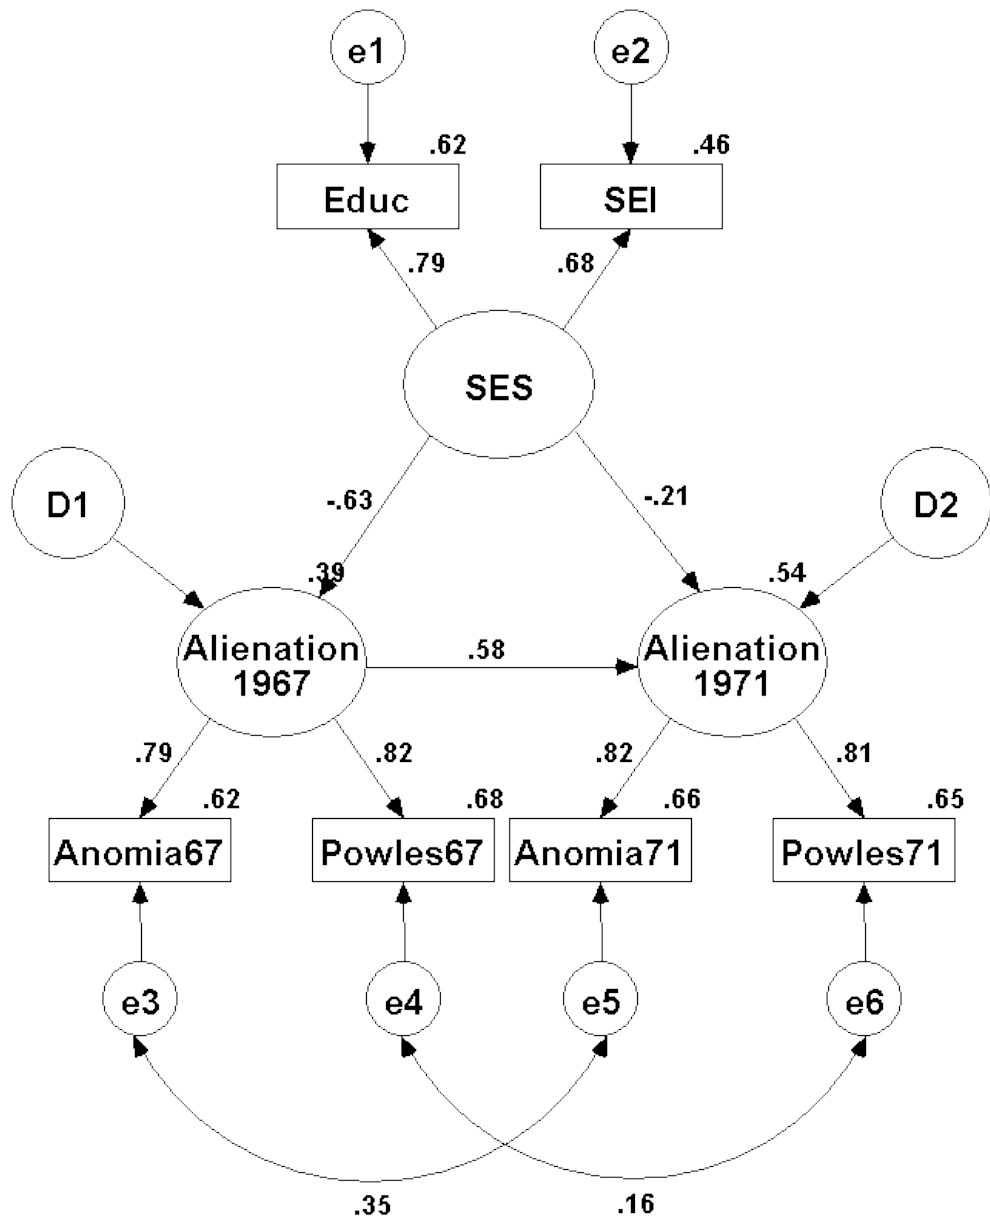 e1
e2
.62
.46
Educ
SEI
.79
.68
SES
D1
D2
-.63
-.21
.39
.54
Alienation
1967
.58
Alienation
1971
.79
.82
.82
.81
.62
.68
.66
.65
Anomia67
Powles67
Anomia71
Powles71
e3
e4
e5
e6
.35
.16